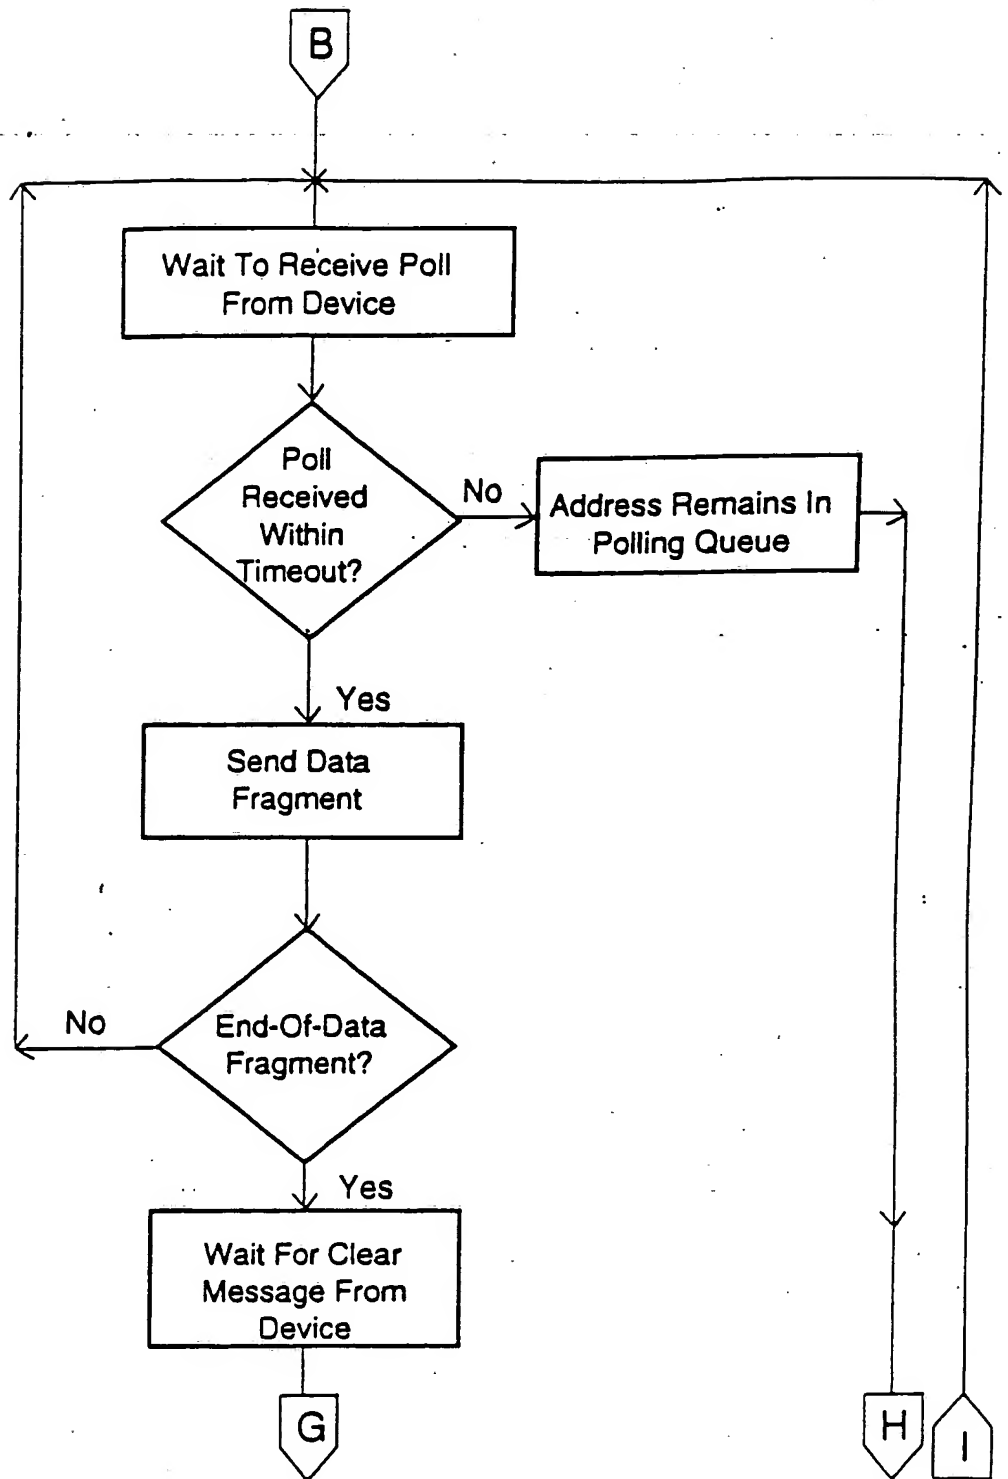 B
Wait To Receive Poll
From Device
Poll
Received
Within
Timeout?
No
Address Remains In
Polling Queue
Yes
Send Data
Fragment
No
End-Of-Data
Fragment?
Yes
Wait For Clear
Message From
Device
G
H
I